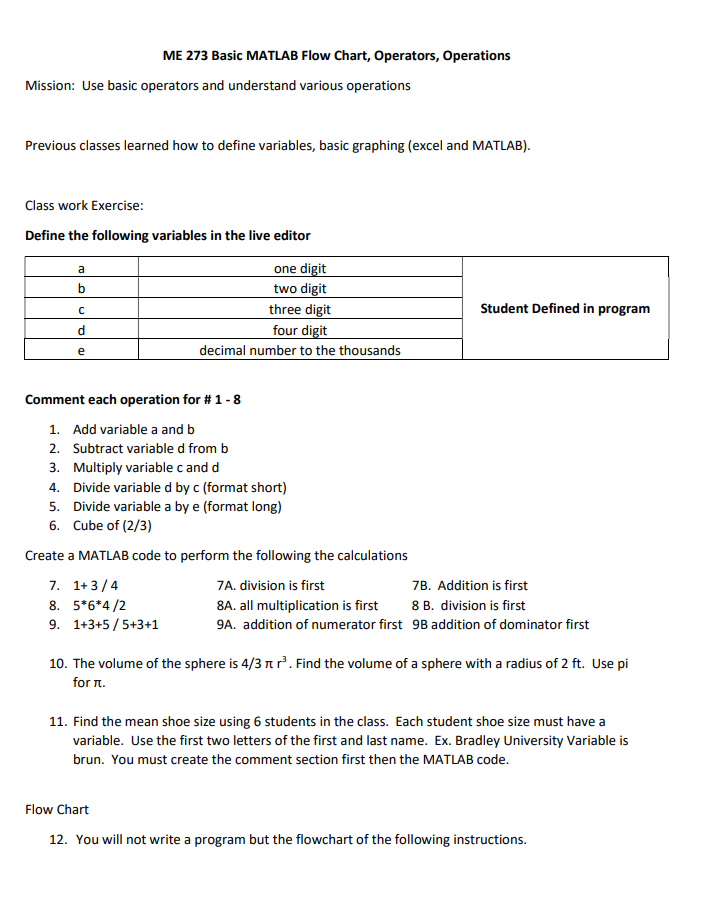 ME 273 Basic MATLAB Flow Chart, Operators, Operations
Mission: Use basic operators and understand various operations
Previous classes learned how to define variables, basic graphing (excel and MATLAB).
Class work Exercise:
Define the following variables in the live editor
a one digit
b two digit
c three digit Student Defined in program
d four digit
e decimal number to the thousands
Comment each operation for # 1 - 8
1. Add variable a and b
2. Subtract variable d from b
3. Multiply variable c and d
4. Divide variable d by c (format short)
5. Divide variable a by e (format long)
6. Cube of (2/3)
Create a MATLAB code to perform the following the calculations
7. 1+ 3 / 4 7A. division is first 7B. Addition is first
8. 5*6*4 /2 8A. all multiplication is first 8 B. division is first
9. 1+3+5 / 5+3+1 9A. addition of numerator first 9B addition of dominator first
10. The volume of the sphere is 4/3 π r³ . Find the volume of a sphere with a radius of 2 ft. Use pi
for π.
11. Find the mean shoe size using 6 students in the class. Each student shoe size must have a
variable. Use the first two letters of the first and last name. Ex. Bradley University Variable is
brun. You must create the comment section first then the MATLAB code.
Flow Chart
12. You will not write a program but the flowchart of the following instructions.